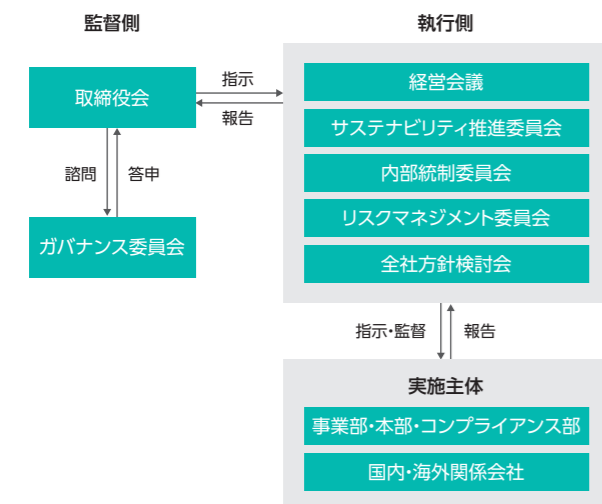 監督側
執行側
取締役会
指示
報告
経営会議
サステナビリティ推進委員会
内部統制委員会
リスクマネジメント委員会
全社方針検討会
諮問
答申
ガバナンス委員会
指示・監督
報告
実施主体
事業部・本部・コンプライアンス部
国内・海外関係会社